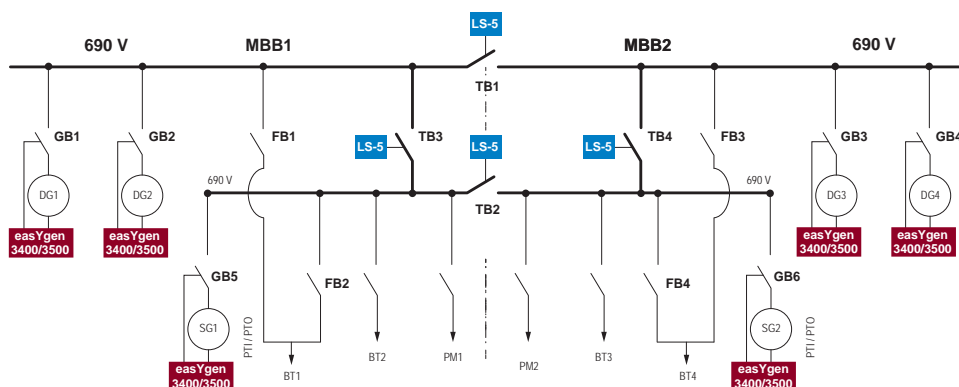 LS-5
690 V
MBB1
MBB2
690 V
TB1
GB1
GB2
FB1
TB3
LS-5
LS-5
LS-5
TB4
FB3
GB3
GB4
DG1
DG2
690 V
TB2
690 V
DG3
DG4
easYgen
3400/3500
easYgen
3400/3500
easYgen
3400/3500
easYgen
3400/3500
GB5
FB2
FB4
GB6
SG1
PTI / PTO
SG2
PTI / PTO
BT1
BT2
PM1
PM2
BT3
BT4
easYgen
3400/3500
easYgen
3400/3500